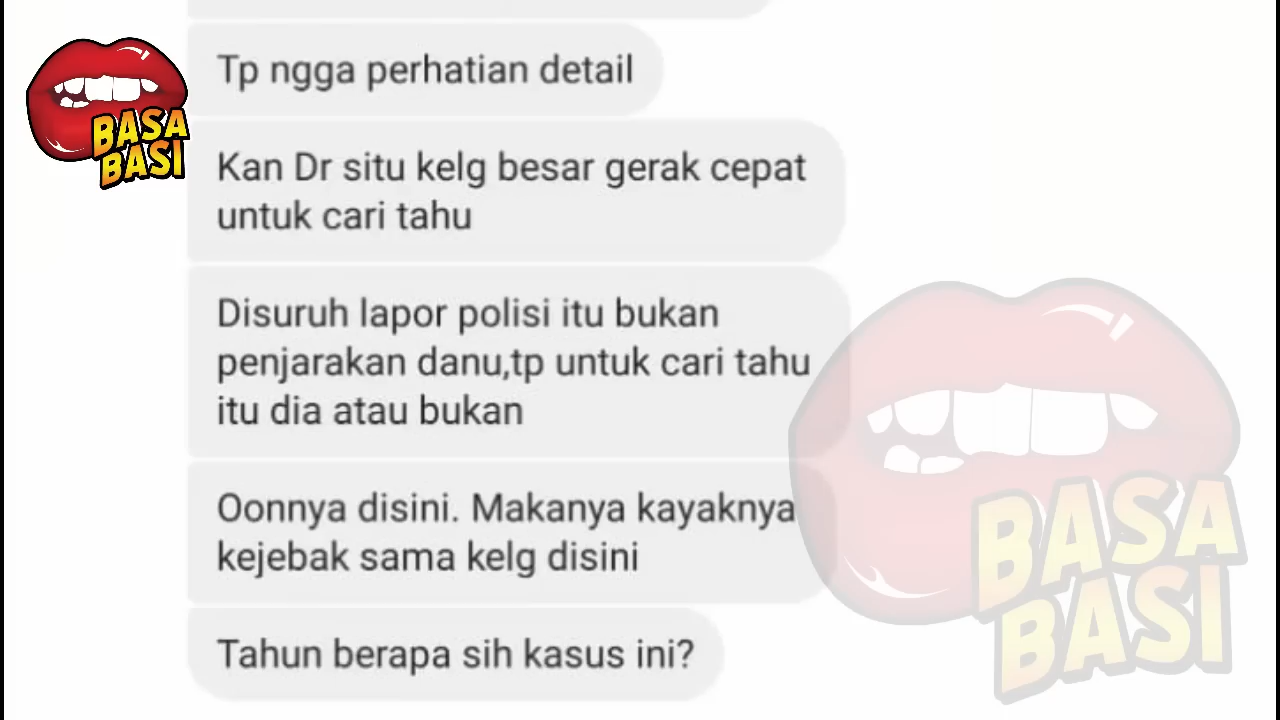 BASA
BASI
Tp ngga perhatian detail
Kan Dr situ kelg besar gerak cepat
untuk cari tahu
Disuruh lapor polisi itu bukan
penjarakan danu,tp untuk cari tahu
itu dia atau bukan
Oonnya disini. Makanya kayaknya
kejebak sama kelg disini
Tahun berapa sih kasus ini?
BASA
BASI